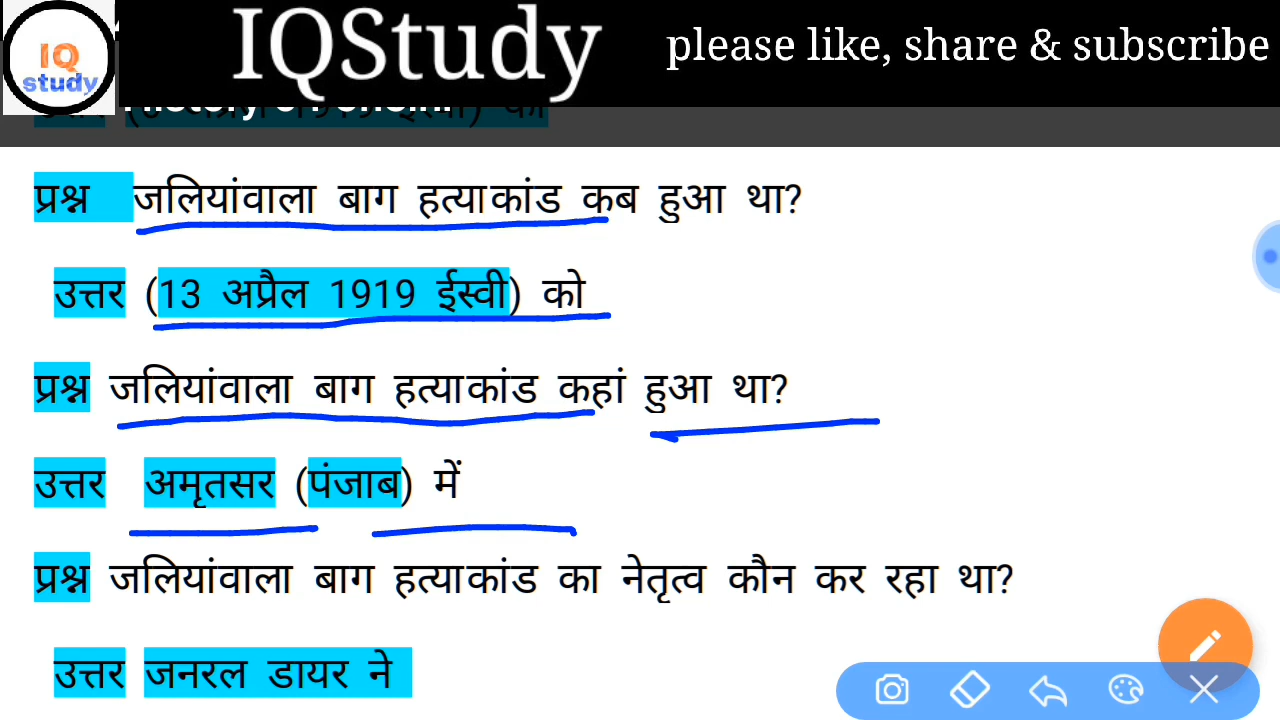 IQStudy please like, share & subscribe
IQ
study
प्रश्न जलियांवाला बाग हत्याकांड कब हुआ था?
उत्तर (13 अप्रैल 1919 ईस्वी) को
प्रश्न जलियांवाला बाग हत्याकांड कहां हुआ था?
उत्तर अमृतसर (पंजाब) में
प्रश्न जलियांवाला बाग हत्याकांड का नेतृत्व कौन कर रहा था?
उत्तर जनरल डायर ने